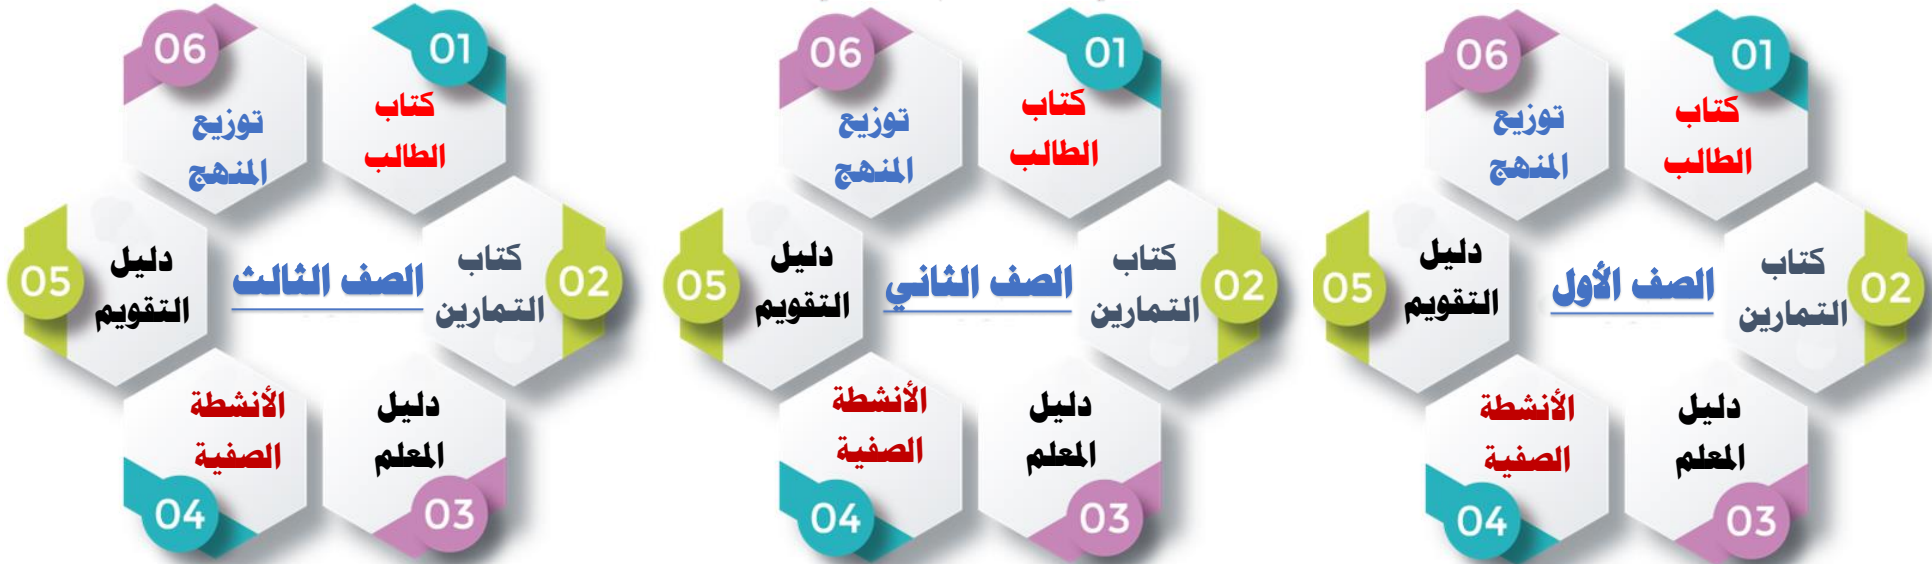 الصف الأول
01
كتاب
الطالب
02
كتاب
التمارين
03
دليل
المعلم
04
الأنشطة
الصفية
05
دليل
التقويم
06
توزيع
المنهج
الصف الثاني
01
كتاب
الطالب
02
كتاب
التمارين
03
دليل
المعلم
04
الأنشطة
الصفية
05
دليل
التقويم
06
توزيع
المنهج
الصف الثالث
01
كتاب
الطالب
02
كتاب
التمارين
03
دليل
المعلم
04
الأنشطة
الصفية
05
دليل
التقويم
06
توزيع
المنهج